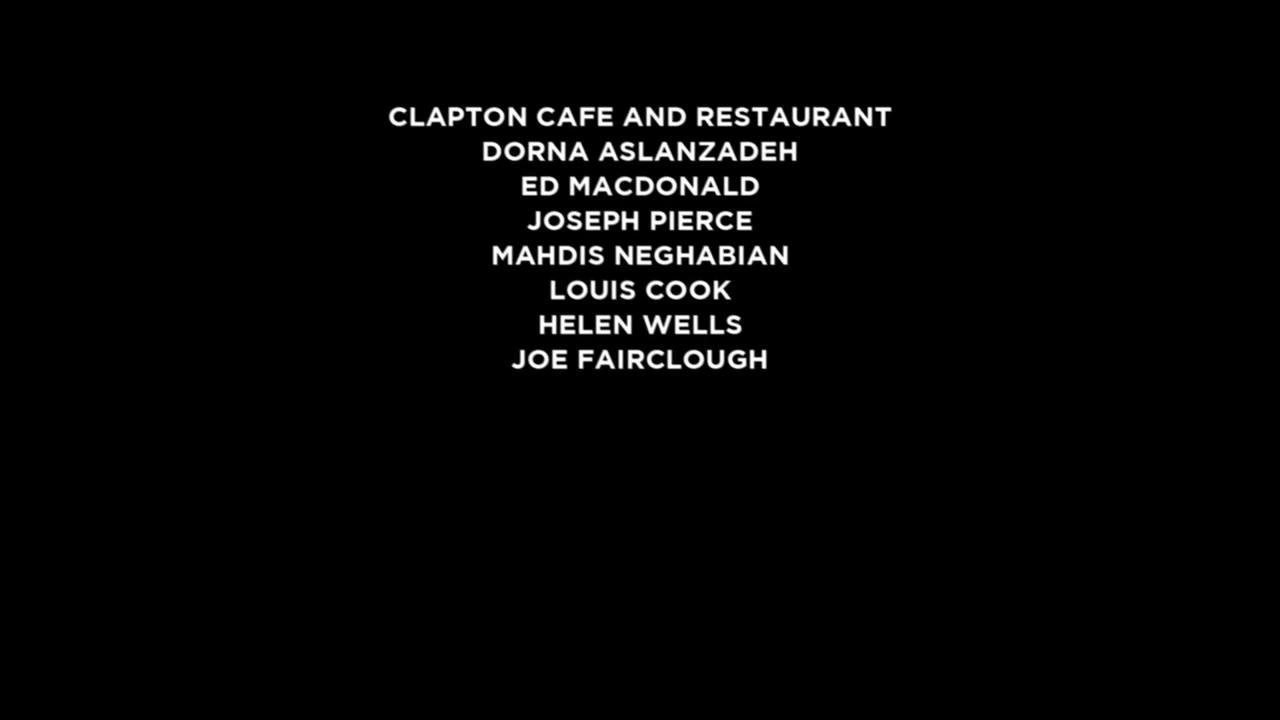 CLAPTON CAFE AND RESTAURANT
DORNA ASLANZADEH
ED MACDONALD
JOSEPH PIERCE
MAHDIS NEGHABIAN
LOUIS COOK
HELEN WELLS
JOE FAIRCLOUGH